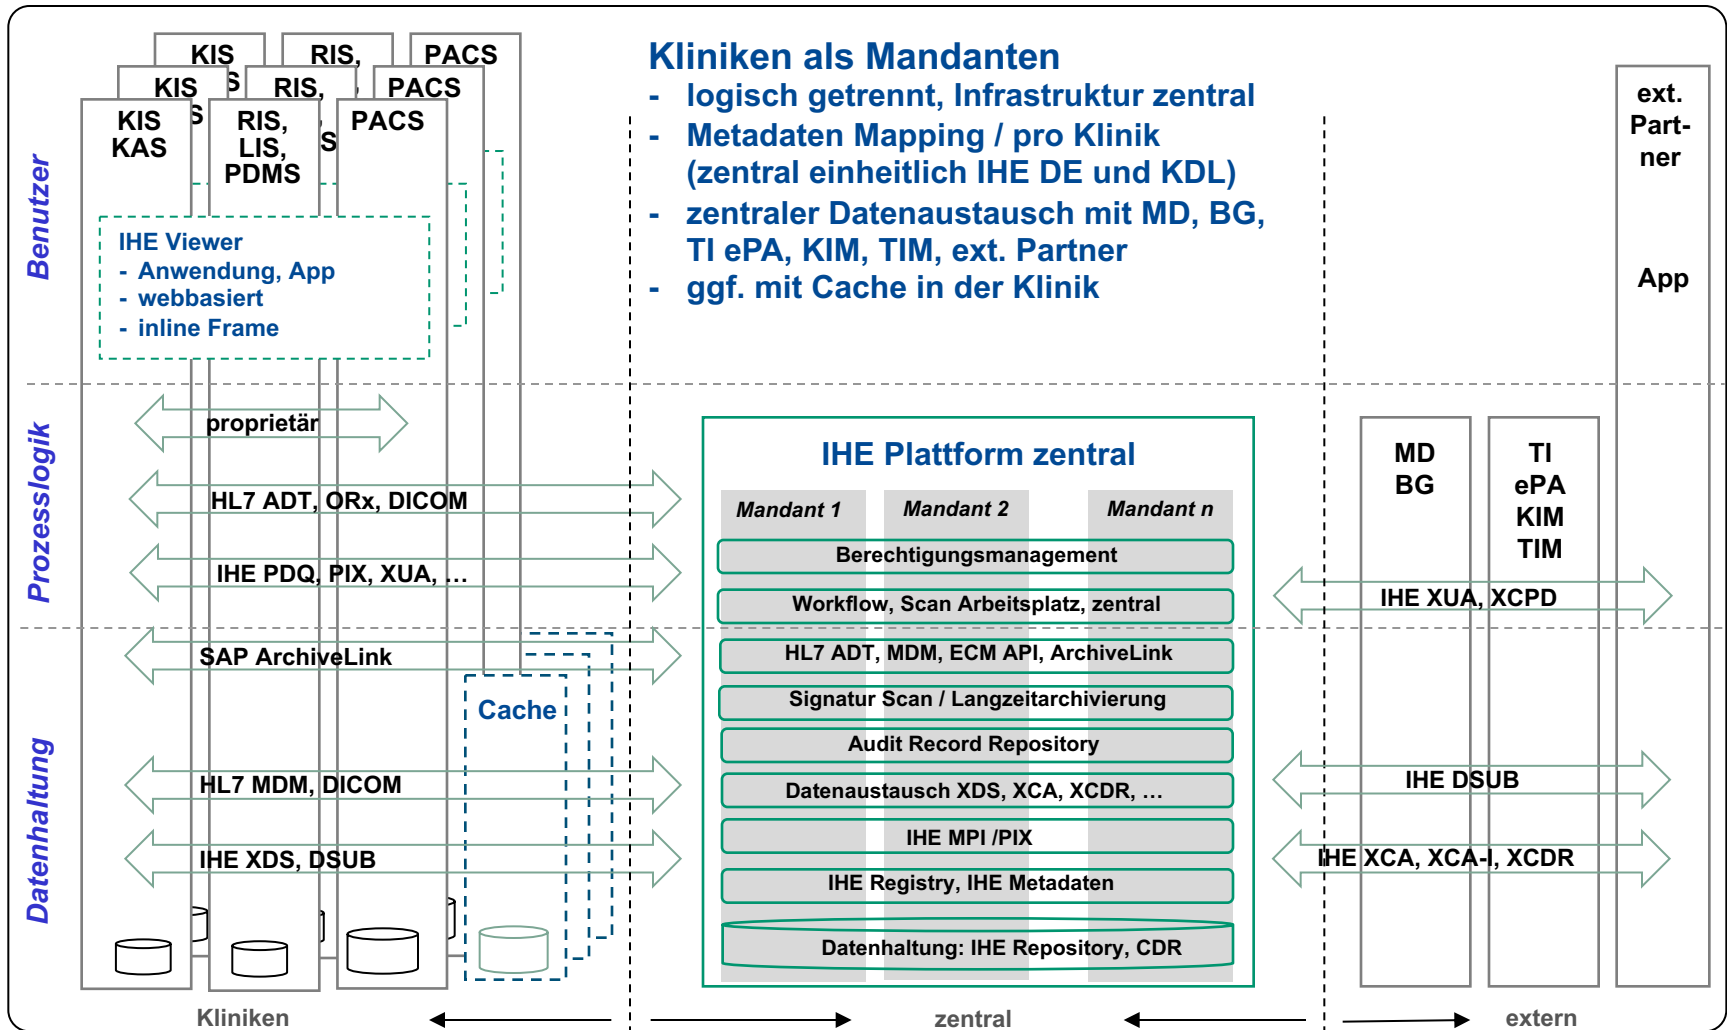 KIS
RIS,
PACS
KIS
S
RIS,
PACS
S
KIS
KAS
RIS,
LIS,
PDMS
PACS
S
Kliniken als Mandanten
- logisch getrennt, Infrastruktur zentral
- Metadaten Mapping / pro Klinik
(zentral einheitlich IHE DE und KDL)
- zentraler Datenaustausch mit MD, BG,
TI ePA, KIM, TIM, ext. Partner
- ggf. mit Cache in der Klinik
ext.
Part-
ner
App
Benutzer
IHE Viewer
- Anwendung, App
- webbasiert
- inline Frame
Prozesslogik
proprietär
HL7 ADT, ORx, DICOM
IHE PDQ, PIX, XUA, …
IHE Plattform zentral
Mandant 1
Mandant 2
Mandant n
Berechtigungsmanagement
Workflow, Scan Arbeitsplatz, zentral
HL7 ADT, MDM, ECM API, ArchiveLink
Signatur Scan / Langzeitarchivierung
Audit Record Repository
Datenaustausch XDS, XCA, XCDR, …
IHE MPI /PIX
IHE Registry, IHE Metadaten
Datenhaltung: IHE Repository, CDR
MD
BG
TI
ePA
KIM
TIM
IHE XUA, XCPD
Datenhaltung
SAP ArchiveLink
Cache
HL7 MDM, DICOM
IHE XDS, DSUB
IHE DSUB
IHE XCA, XCA-I, XCDR
Kliniken
zentral
extern